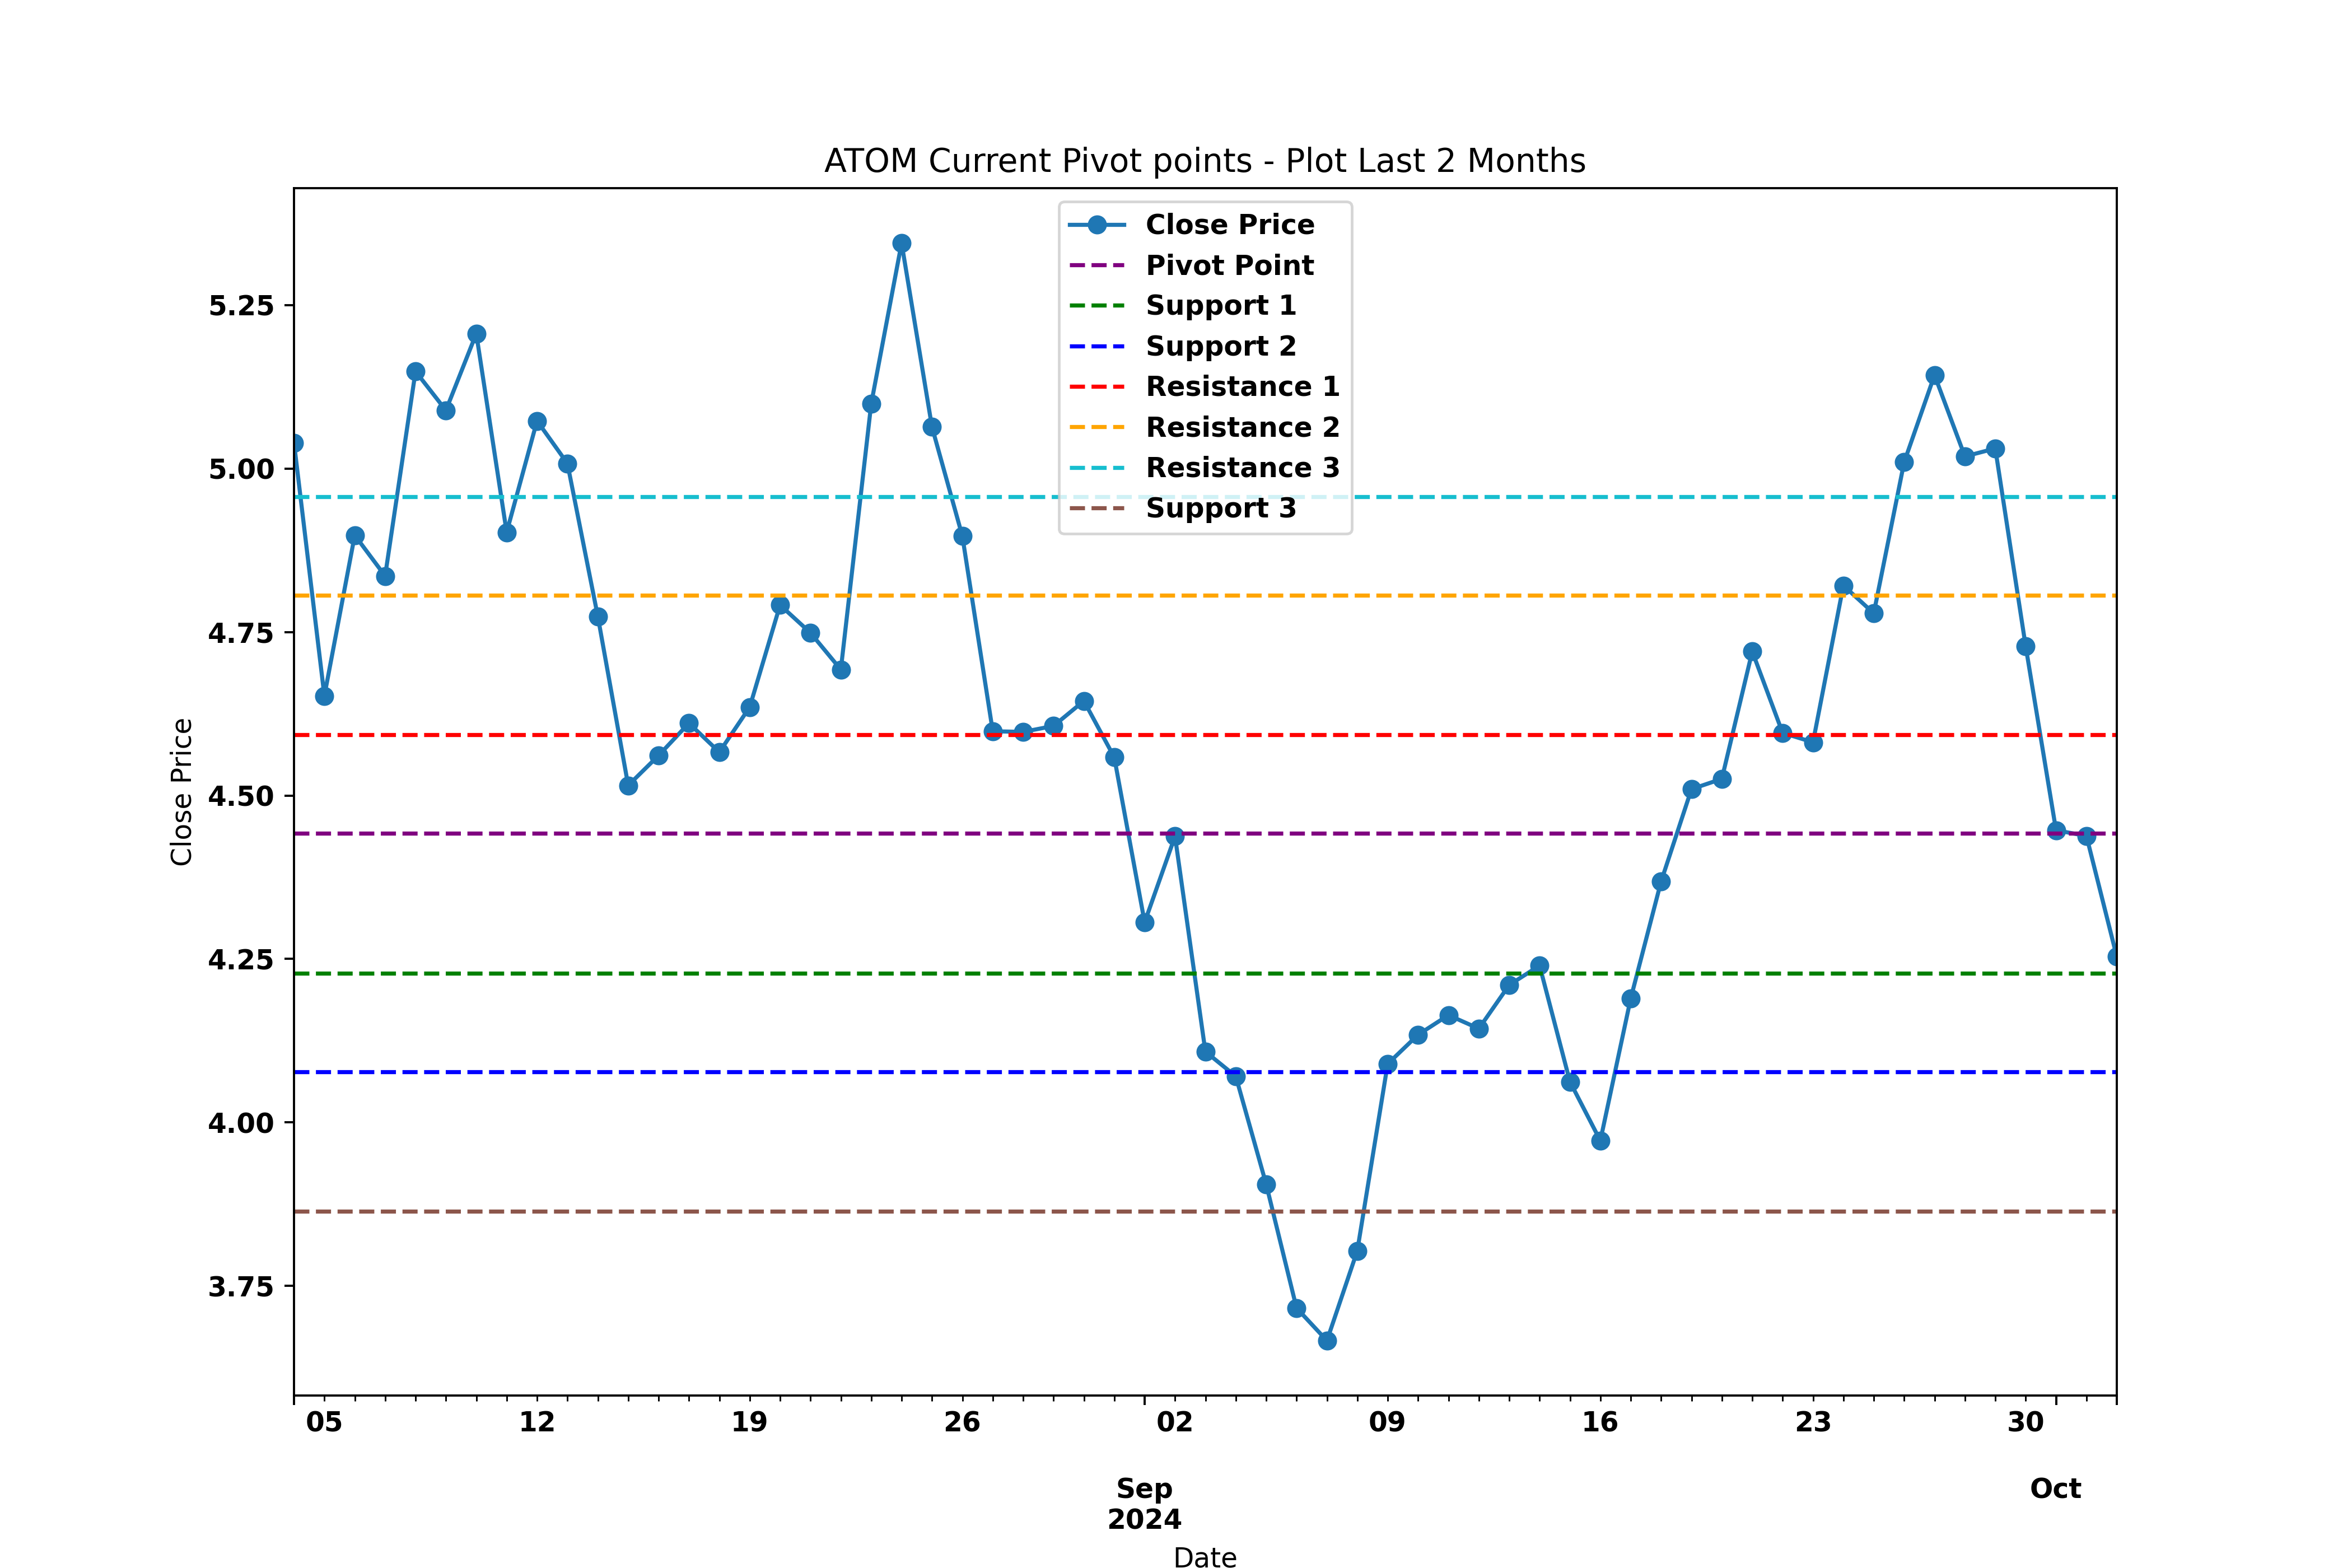 ATOM Current Pivot points - Plot Last 2 Months
Close Price
Pivot Point
Support 1
Support 2
Resistance 1
Resistance 2
Resistance 3
Support 3
5.25
5.00
4.75
4.50
4.25
4.00
3.75
Close Price
05 12 19 26 02 09 16 23 30
Sep Oct
2024
Date